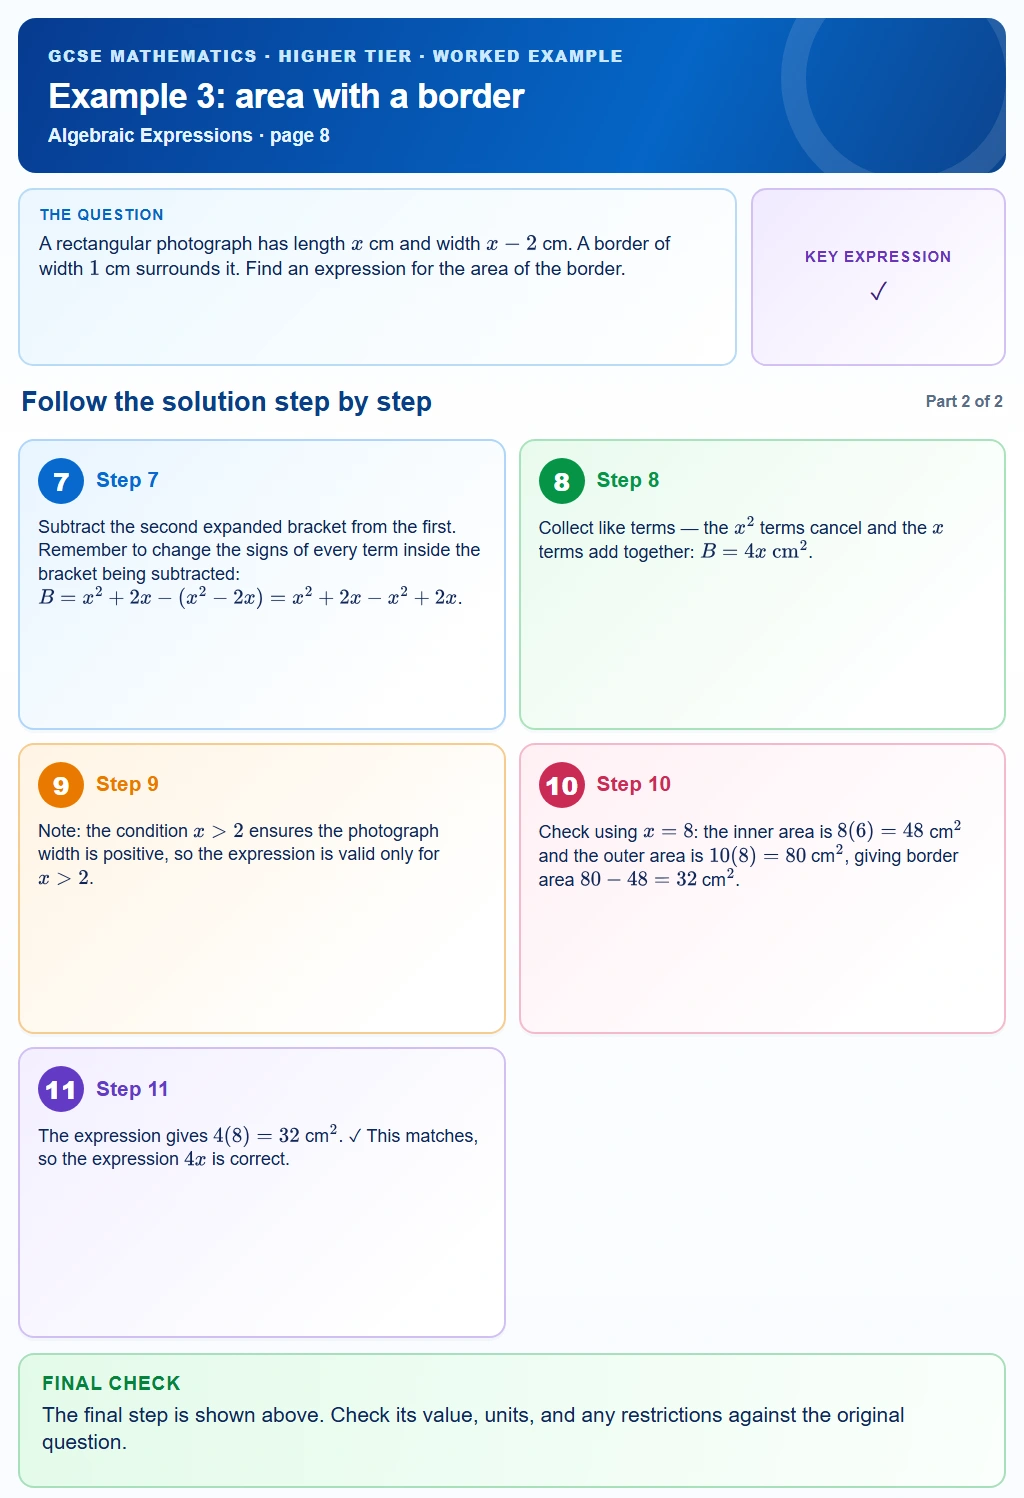 GCSE MATHEMATICS · HIGHER TIER · WORKED EXAMPLE
Example 3: area with a border
Algebraic Expressions · page 8
THE QUESTION
A rectangular photograph has length x cm and width x − 2 cm. A border of
width 1 cm surrounds it. Find an expression for the area of the border.
KEY EXPRESSION
✓
Follow the solution step by step
Part 2 of 2
7 Step 7
Subtract the second expanded bracket from the first.
Remember to change the signs of every term inside the
bracket being subtracted:
B = x² + 2x − (x² − 2x) = x² + 2x − x² + 2x.
8 Step 8
Collect like terms — the x² terms cancel and the x
terms add together: B = 4x cm².
9 Step 9
Note: the condition x > 2 ensures the photograph
width is positive, so the expression is valid only for
x > 2.
10 Step 10
Check using x = 8: the inner area is 8(6) = 48 cm²
and the outer area is 10(8) = 80 cm², giving border
area 80 − 48 = 32 cm².
11 Step 11
The expression gives 4(8) = 32 cm². ✓ This matches,
so the expression 4x is correct.
FINAL CHECK
The final step is shown above. Check its value, units, and any restrictions against the original
question.